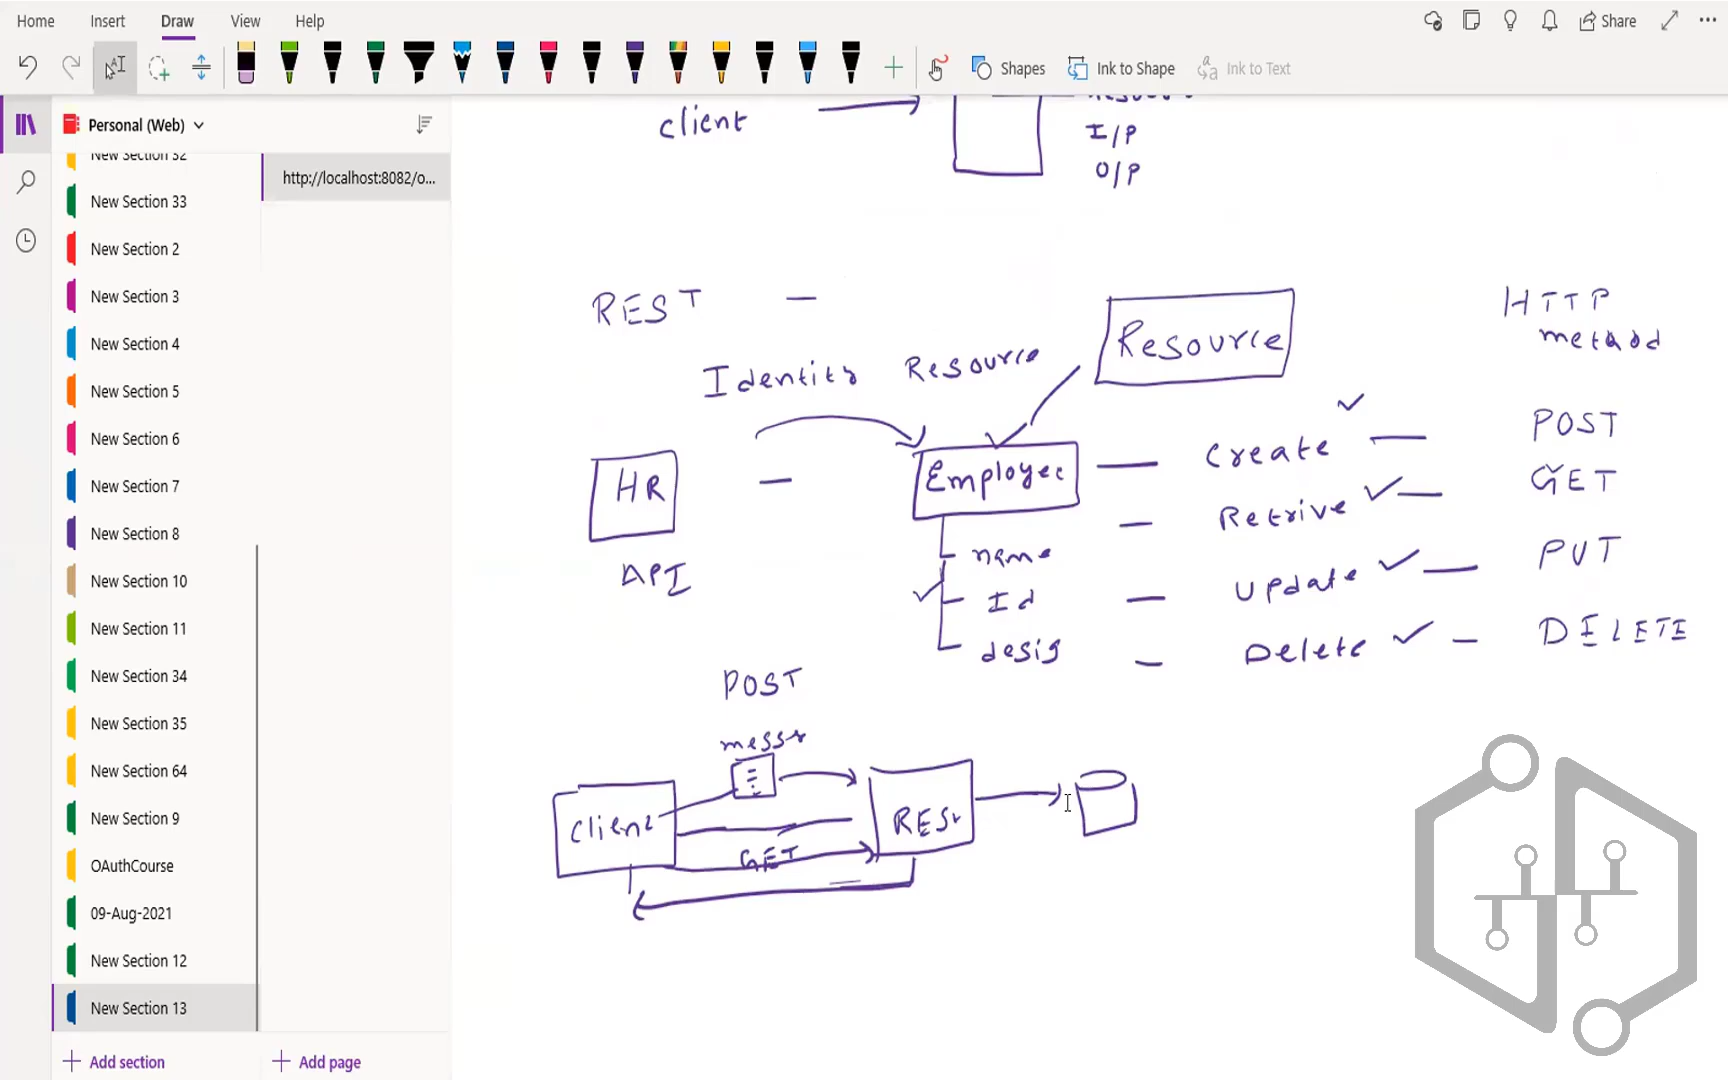 Home Insert Draw View Help
Share
Shapes Ink to Shape Ink to Text
Personal (Web)
New Section 32
New Section 33
New Section 2
New Section 3
New Section 4
New Section 5
New Section 6
New Section 7
New Section 8
New Section 10
New Section 11
New Section 34
New Section 35
New Section 64
New Section 9
OAuthCourse
09-Aug-2021
New Section 12
New Section 13
Add section
http://localhost:8082/o...
Add page
client
I/P
O/P
REST —
Resource
HTTP
method
Identity Resource
HR
API
Employee
name
Id
desig
Create — POST
Retrive — GET
Update — PUT
Delete — DELETE
POST
Client
GET
REST